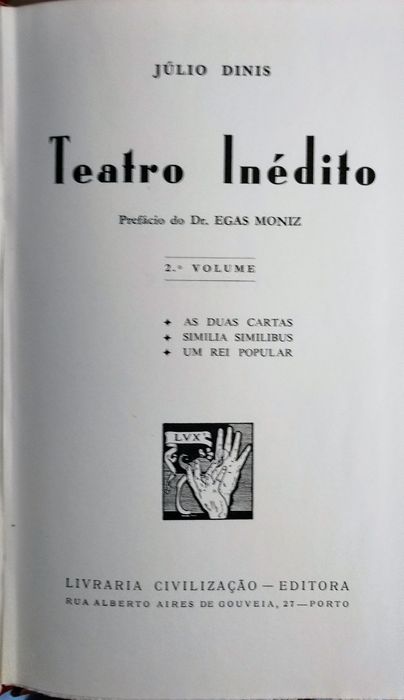 JÚLIO DINIS
Teatro Inédito
Prefácio do Dr. EGAS MONIZ
2.º VOLUME
✦ AS DUAS CARTAS
✦ SIMILIA SIMILIBUS
✦ UM REI POPULAR
LVX
LIVRARIA CIVILIZAÇÃO — EDITORA
RUA ALBERTO AIRES DE GOUVEIA, 27 — PORTO